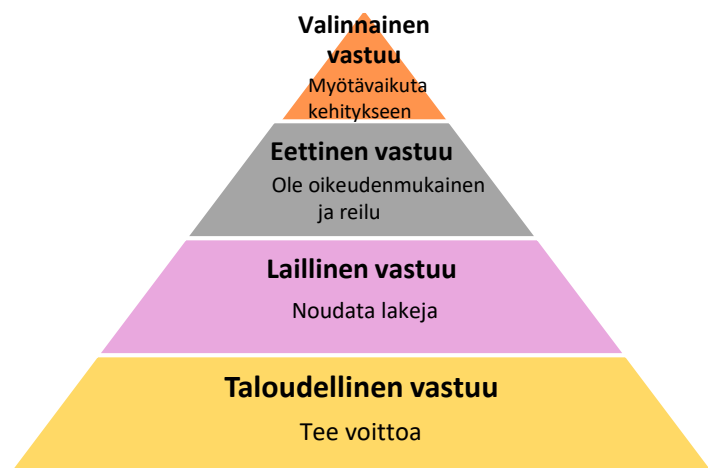 Valinnainen
vastuu
Myötävaikuta
kehitykseen
Eettinen vastuu
Ole oikeudenmukainen
ja reilu
Laillinen vastuu
Noudata lakeja
Taloudellinen vastuu
Tee voittoa